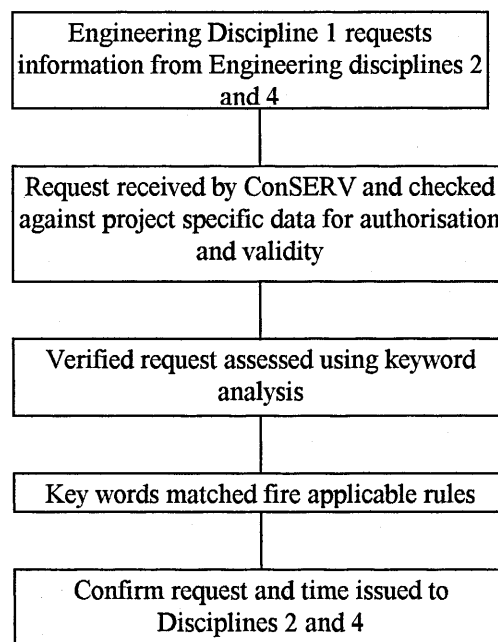 Engineering Discipline 1 requests
information from Engineering disciplines 2
and 4
Request received by ConSERV and checked
against project specific data for authorisation
and validity
Verified request assessed using keyword
analysis
Key words matched fire applicable rules
Confirm request and time issued to
Disciplines 2 and 4